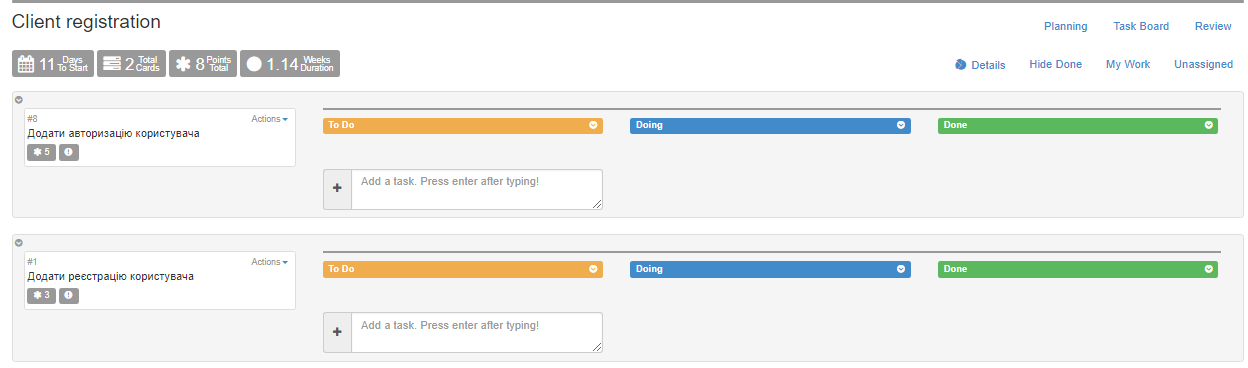 Client registration
Planning Task Board Review
11 Days To Start 2 Total Cards 8 Points Total 1.14 Weeks Duration
Details Hide Done My Work Unassigned
#8 Actions
Додати авторизацію користувача
5
To Do Doing Done
Add a task. Press enter after typing!
#1 Actions
Додати реєстрацію користувача
3
To Do Doing Done
Add a task. Press enter after typing!